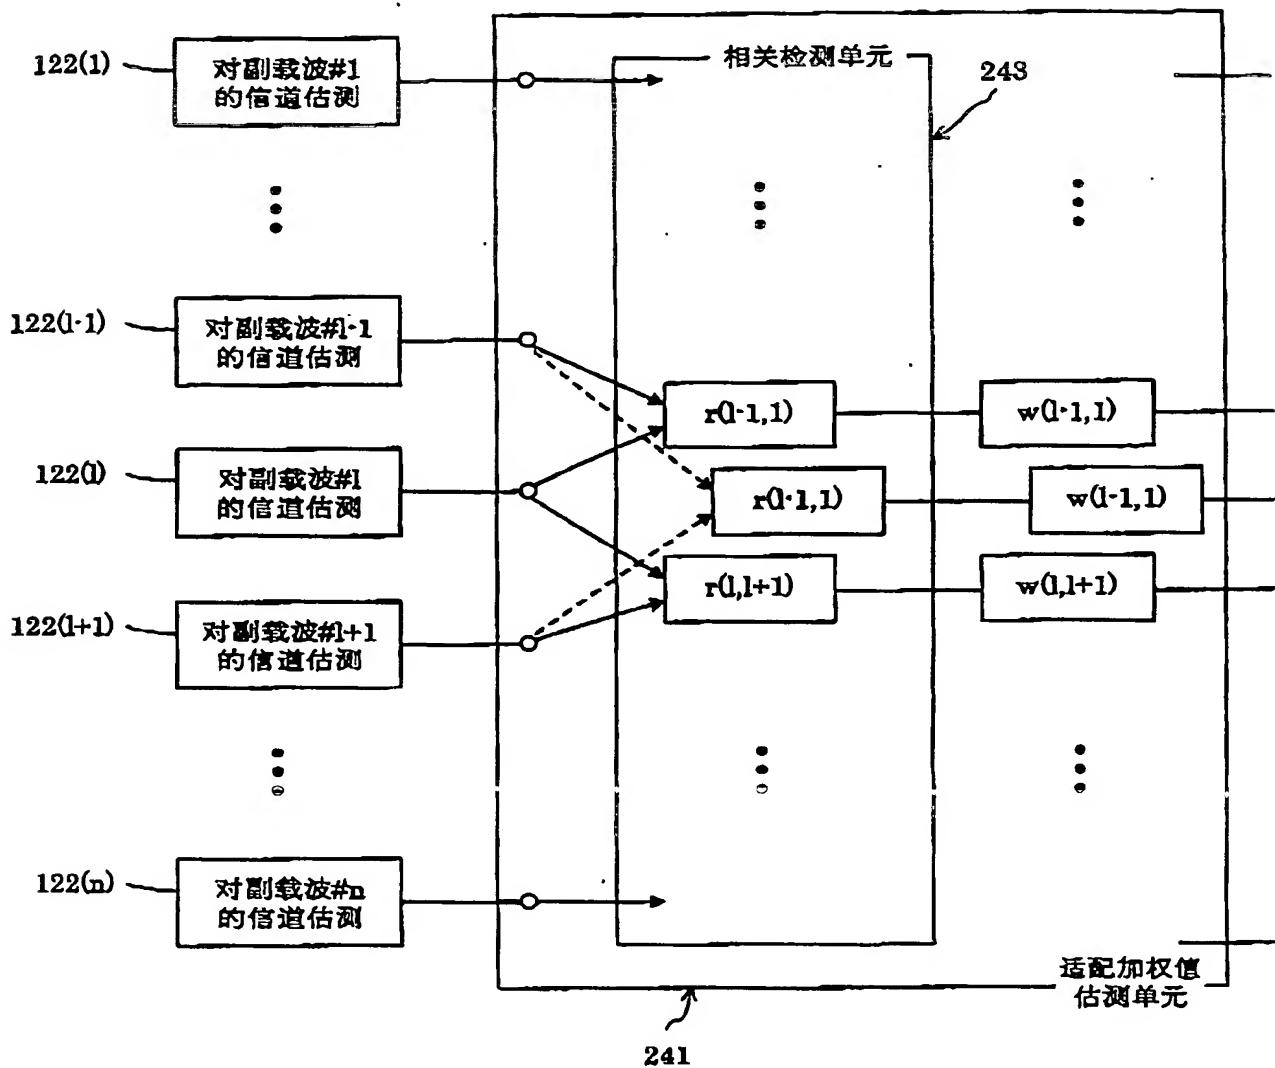 122(1)
对副载波#1
的信道估测
相关检测单元
243
122(l-1)
对副载波#l-1
的信道估测
r(l-1,1)
w(l-1,1)
122(l)
对副载波#l
的信道估测
r(l-1,1)
w(l-1,1)
r(l,l+1)
w(l,l+1)
122(l+1)
对副载波#l+1
的信道估测
122(n)
对副载波#n
的信道估测
适配加权值
估测单元
241